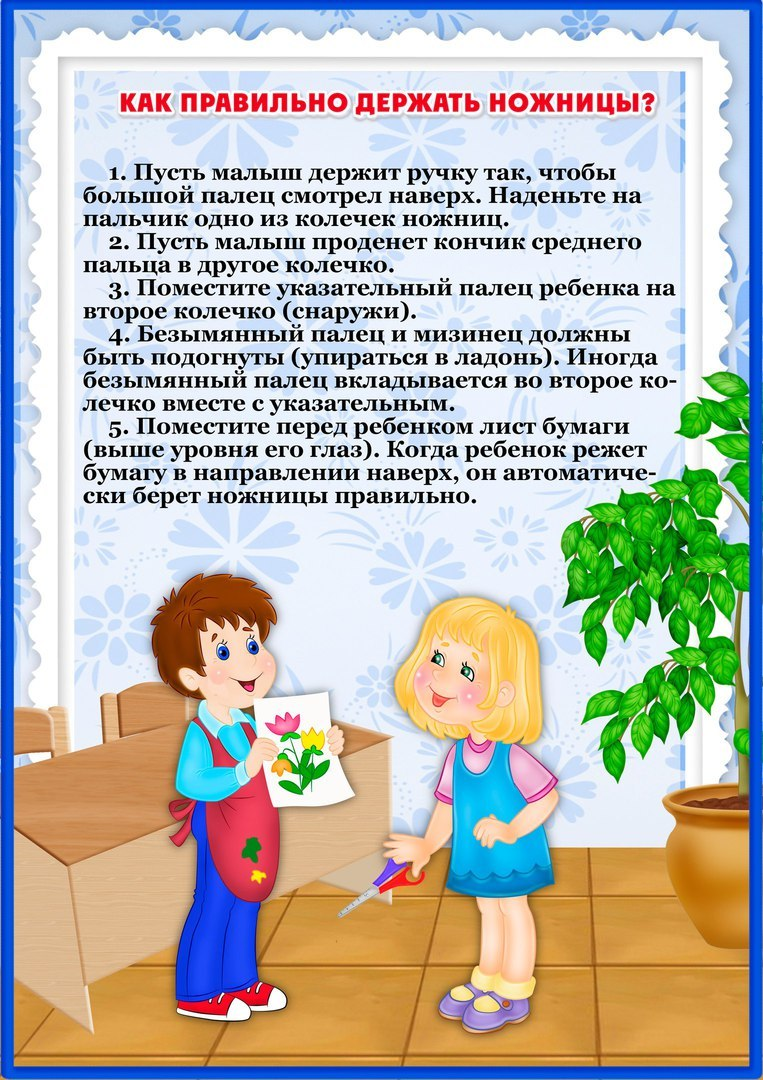 КАК ПРАВИЛЬНО ДЕРЖАТЬ НОЖНИЦЫ?
1. Пусть малыш держит ручку так, чтобы
большой палец смотрел наверх. Наденьте на
пальчик одно из колечек ножниц.
2. Пусть малыш проденет кончик среднего
пальца в другое колечко.
3. Поместите указательный палец ребенка на
второе колечко (снаружи).
4. Безымянный палец и мизинец должны
быть подогнуты (упираться в ладонь). Иногда
безымянный палец вкладывается во второе ко-
лечко вместе с указательным.
5. Поместите перед ребенком лист бумаги
(выше уровня его глаз). Когда ребенок режет
бумагу в направлении наверх, он автоматиче-
ски берет ножницы правильно.